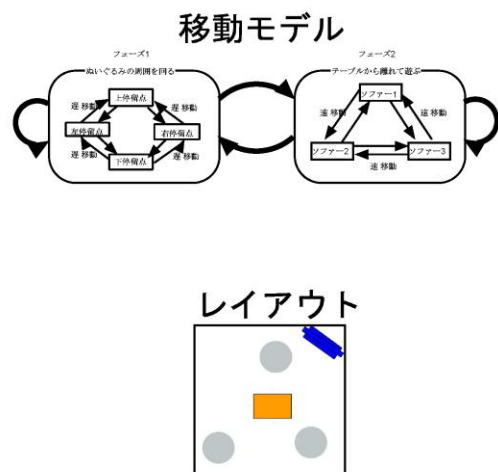 移動モデル
フェーズ1
フェーズ2
ぬいぐるみの周囲を回る
テーブルから離れて遊ぶ
上停留点
ソファー1
遅 移動
遅 移動
速 移動
速 移動
左停留点
右停留点
遅 移動
遅 移動
下停留点
ソファー2
ソファー3
速 移動
レイアウト